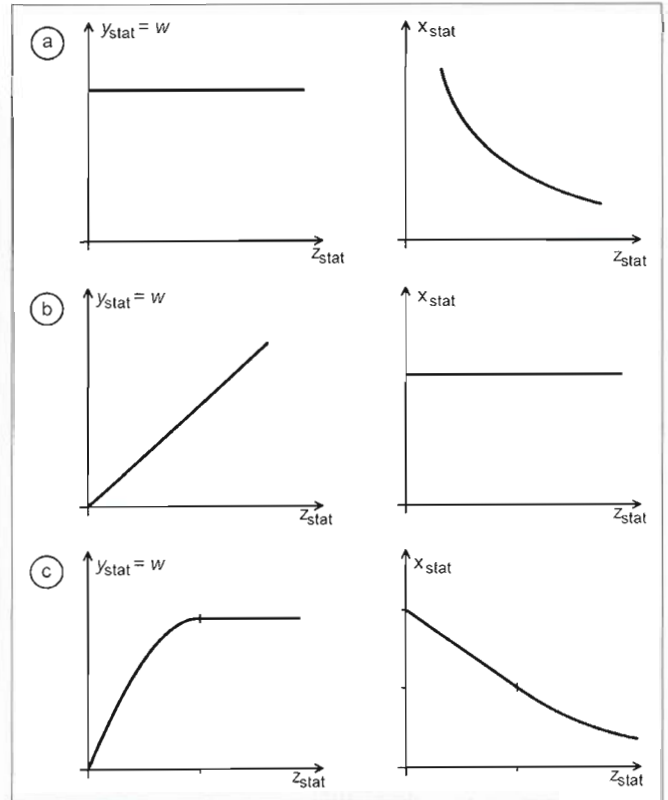 a
y_stat = w
x_stat
z_stat
z_stat
b
y_stat = w
x_stat
z_stat
z_stat
c
y_stat = w
x_stat
z_stat
z_stat